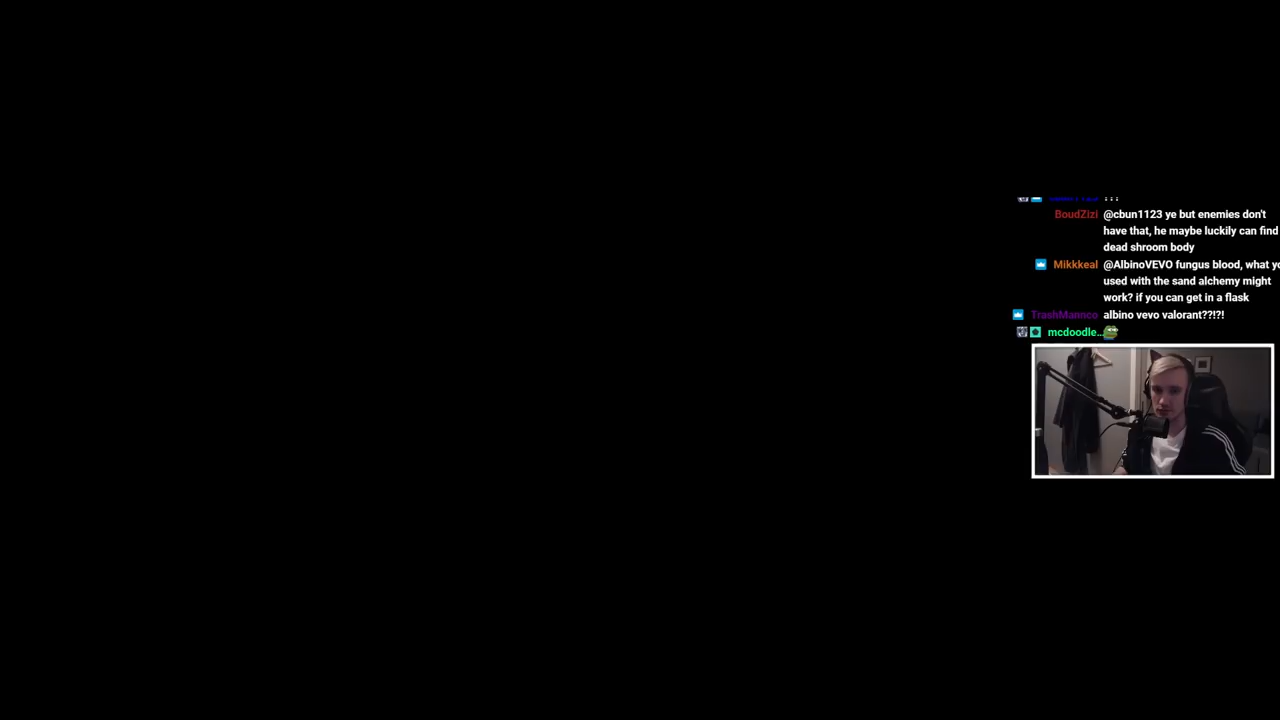 BoudZizi @cbun1123 ye but enemies don't
have that, he maybe luckily can find
dead shroom body
Mikkkeal @AlbinoVEVO fungus blood, what yo
used with the sand alchemy might
work? if you can get in a flask
TrashMannco albino vevo valorant??!?!
mcdoodle...